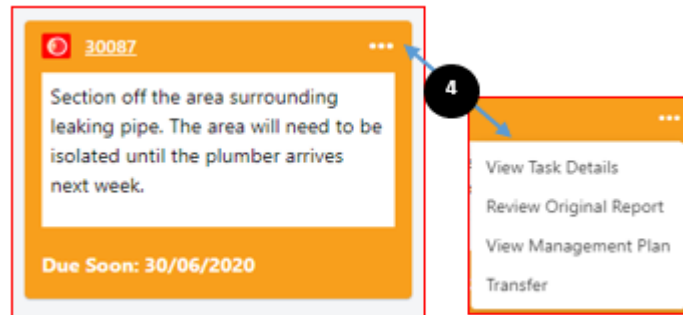 30087
Section off the area surrounding
leaking pipe. The area will need to be
isolated until the plumber arrives
next week.
Due Soon: 30/06/2020
4
View Task Details
Review Original Report
View Management Plan
Transfer